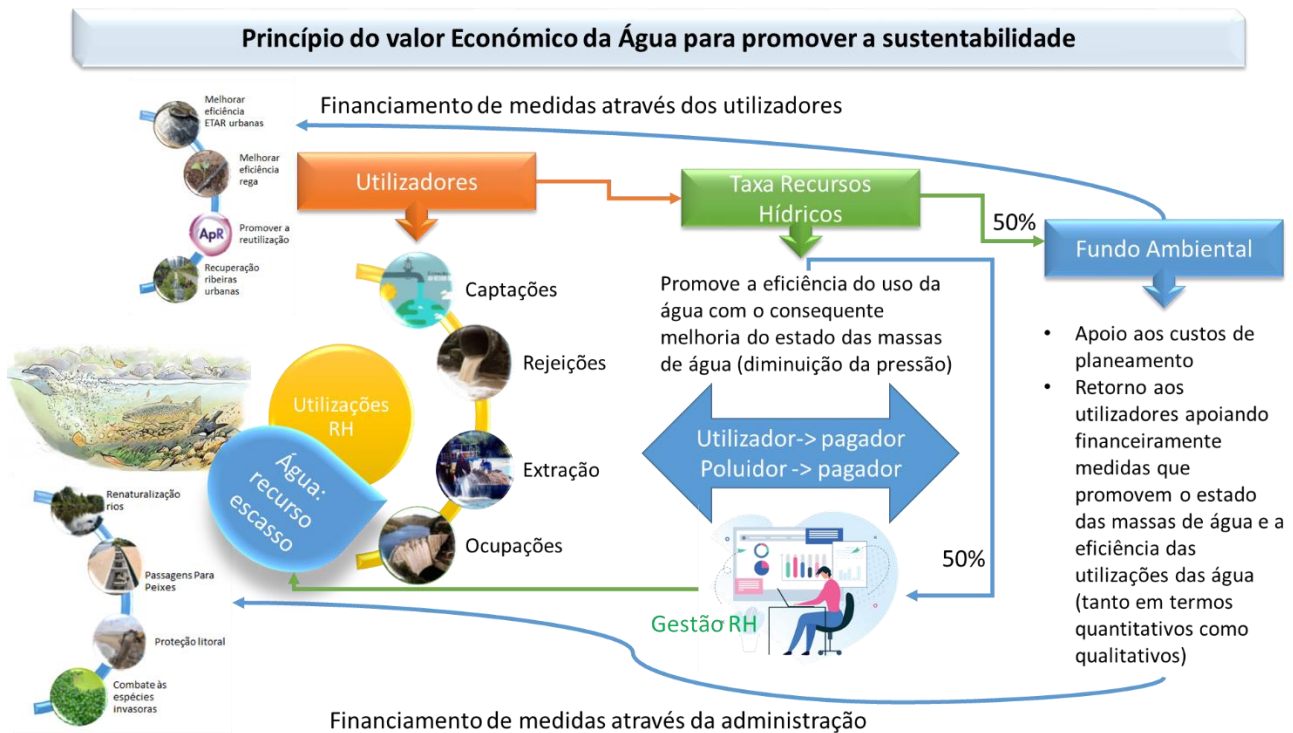 Princípio do valor Económico da Água para promover a sustentabilidade
Financiamento de medidas através dos utilizadores
Melhorar
eficiência
ETAR urbanas
Melhorar
eficiência
rega
ApR
Promover a
reutilização
Recuperação
ribeiras
urbanas
Utilizadores
Taxa Recursos
Hídricos
50%
Fundo Ambiental
Captações
Rejeições
Extração
Ocupações
Utilizações
RH
Água:
recurso
escasso
Promove a eficiência do uso da
água com o consequente
melhoria do estado das massas
de água (diminuição da pressão)
Utilizador-> pagador
Poluidor -> pagador
50%
Gestão RH
• Apoio aos custos de
planeamento
• Retorno aos
utilizadores apoiando
financeiramente
medidas que
promovem o estado
das massas de água e a
eficiência das
utilizações das água
(tanto em termos
quantitativos como
qualitativos)
Renaturalização
rios
Passagens Para
Peixes
Proteção litoral
Combate às
espécies
invasoras
Financiamento de medidas através da administração